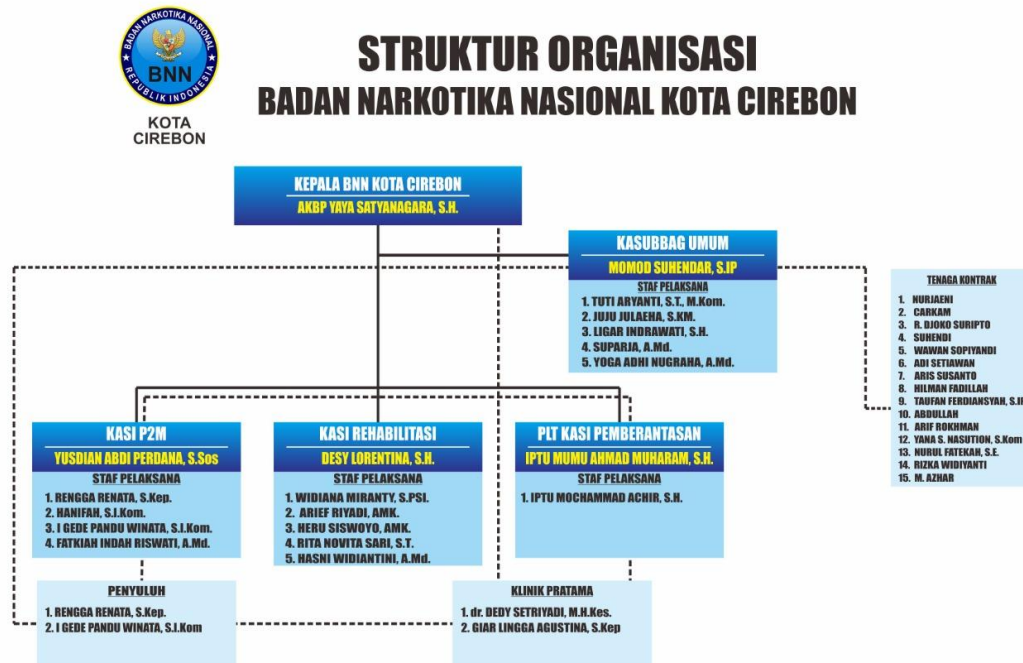 BADAN NARKOTIKA NASIONAL
BNN
REPUBLIK INDONESIA
KOTA
CIREBON
STRUKTUR ORGANISASI
BADAN NARKOTIKA NASIONAL KOTA CIREBON
KEPALA BNN KOTA CIREBON
AKBP YAYA SATYANAGARA, S.H.
KASUBBAG UMUM
MOMOD SUHENDAR, S.IP
STAF PELAKSANA
1. TUTI ARYANTI, S.T., M.Kom.
2. JUJU JULAEHA, S.KM.
3. LIGAR INDRAWATI, S.H.
4. SUPARJA, A.Md.
5. YOGA ADHI NUGRAHA, A.Md.
TENAGA KONTRAK
1. NURJAENI
2. CARKAM
3. R. DJOKO SURIPTO
4. SUHENDI
5. WAWAN SOPIYANDI
6. ADI SETIAWAN
7. ARIS SUSANTO
8. HILMAN FADILLAH
9. TAUFAN FERDIANSYAH, S.IP
10. ABDULLAH
11. ARIF ROKHMAN
12. YANA S. NASUTION, S.Kom
13. NURUL FATEKAH, S.E.
14. RIZKA WIDIYANTI
15. M. AZHAR
KASI P2M
YUSDIAN ABDI PERDANA, S.Sos
STAF PELAKSANA
1. RENGGA RENATA, S.Kep.
2. HANIFAH, S.I.Kom.
3. I GEDE PANDU WINATA, S.I.Kom.
4. FATKIAH INDAH RISWATI, A.Md.
KASI REHABILITASI
DESY LORENTINA, S.H.
STAF PELAKSANA
1. WIDIANA MIRANTY, S.PSI.
2. ARIEF RIYADI, AMK.
3. HERU SISWOYO, AMK.
4. RITA NOVITA SARI, S.T.
5. HASNI WIDIANTINI, A.Md.
PLT KASI PEMBERANTASAN
IPTU MUMU AHMAD MUHARAM, S.H.
STAF PELAKSANA
1. IPTU MOCHAMMAD ACHIR, S.H.
PENYULUH
1. RENGGA RENATA, S.Kep.
2. I GEDE PANDU WINATA, S.I.Kom
KLINIK PRATAMA
1. dr. DEDY SETRIYADI, M.H.Kes.
2. GIAR LINGGA AGUSTINA, S.Kep